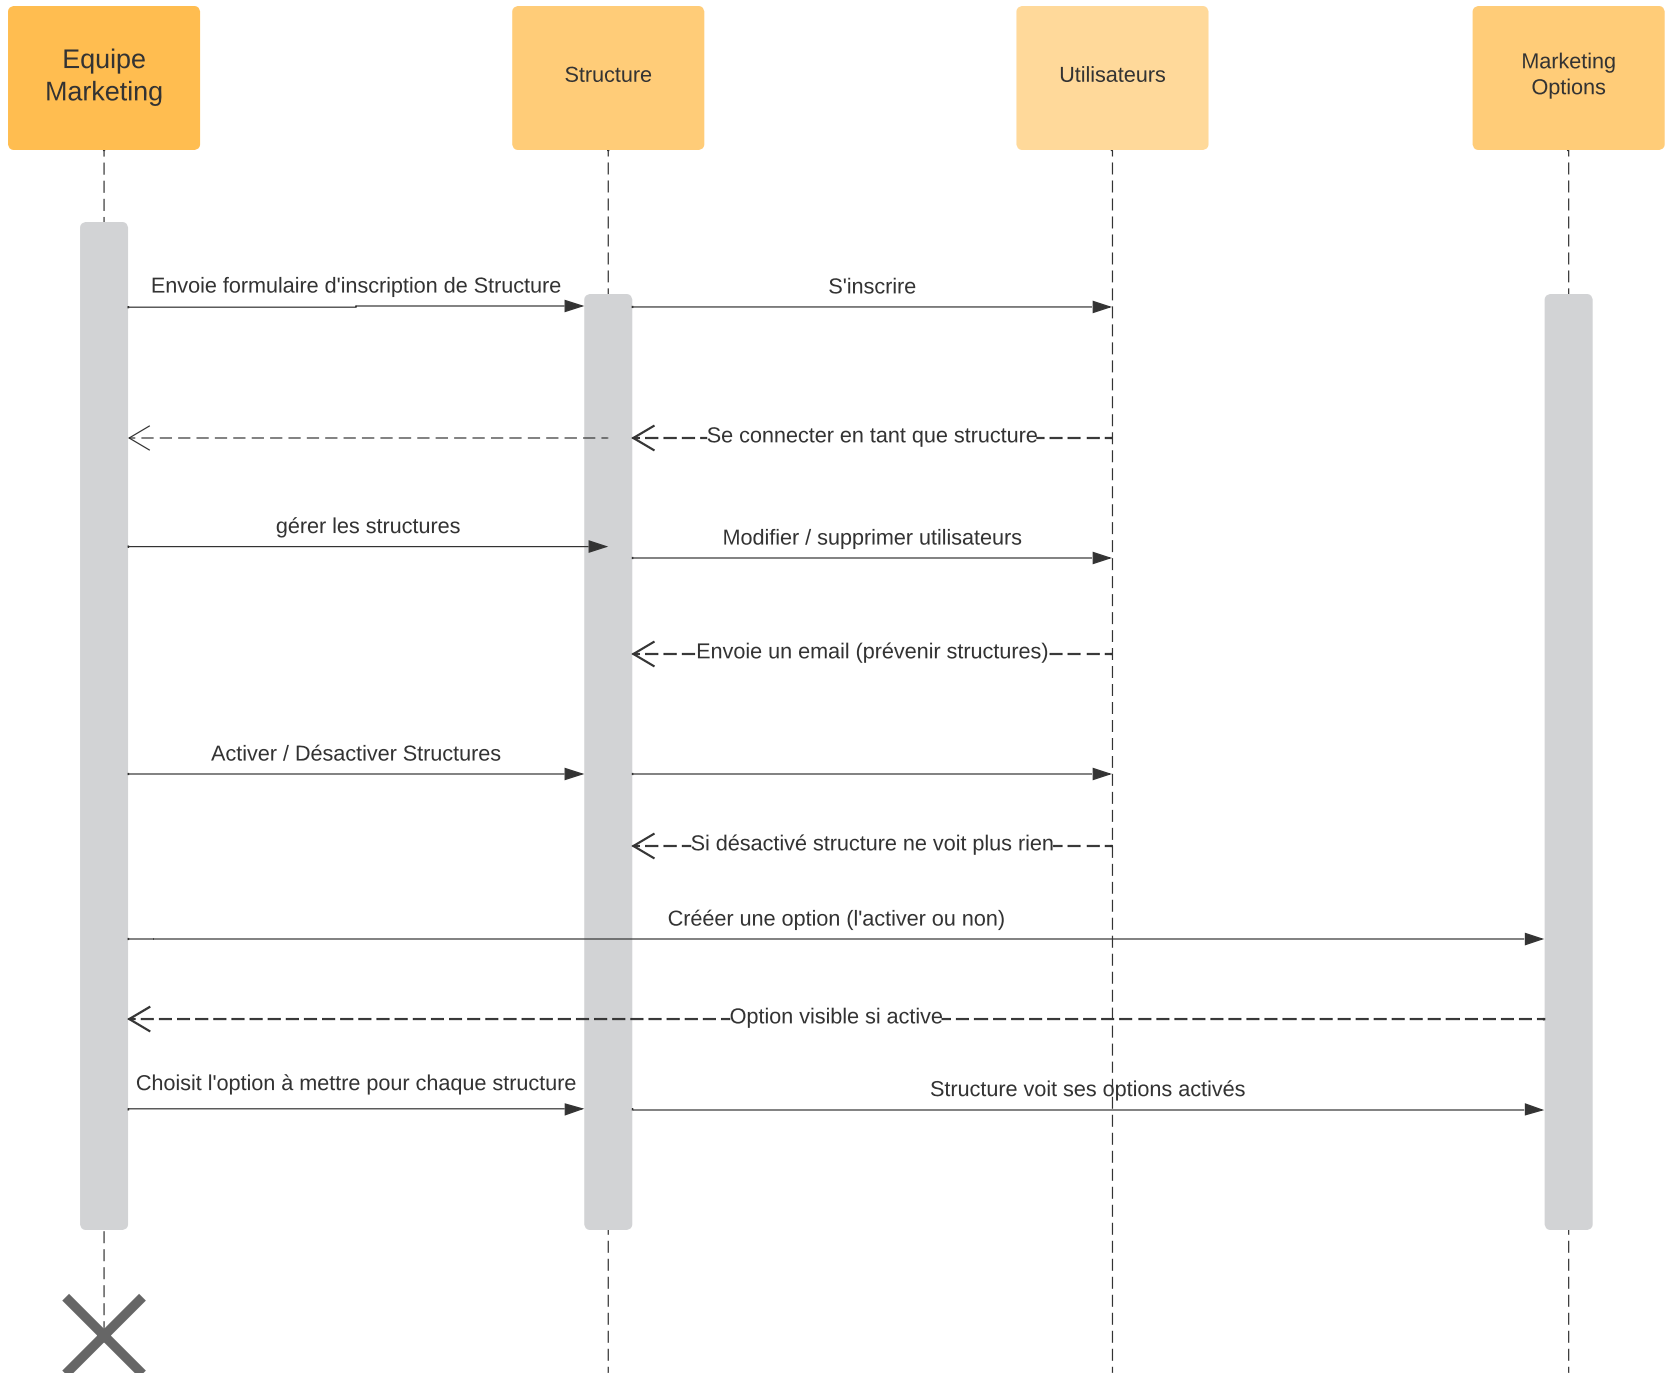 Equipe
Marketing
Structure
Utilisateurs
Marketing
Options
Envoie formulaire d'inscription de Structure
S'inscrire
Se connecter en tant que structure
gérer les structures
Modifier / supprimer utilisateurs
Envoie un email (prévenir structures)
Activer / Désactiver Structures
Si désactivé structure ne voit plus rien
Crééer une option (l'activer ou non)
Option visible si active
Choisit l'option à mettre pour chaque structure
Structure voit ses options activés